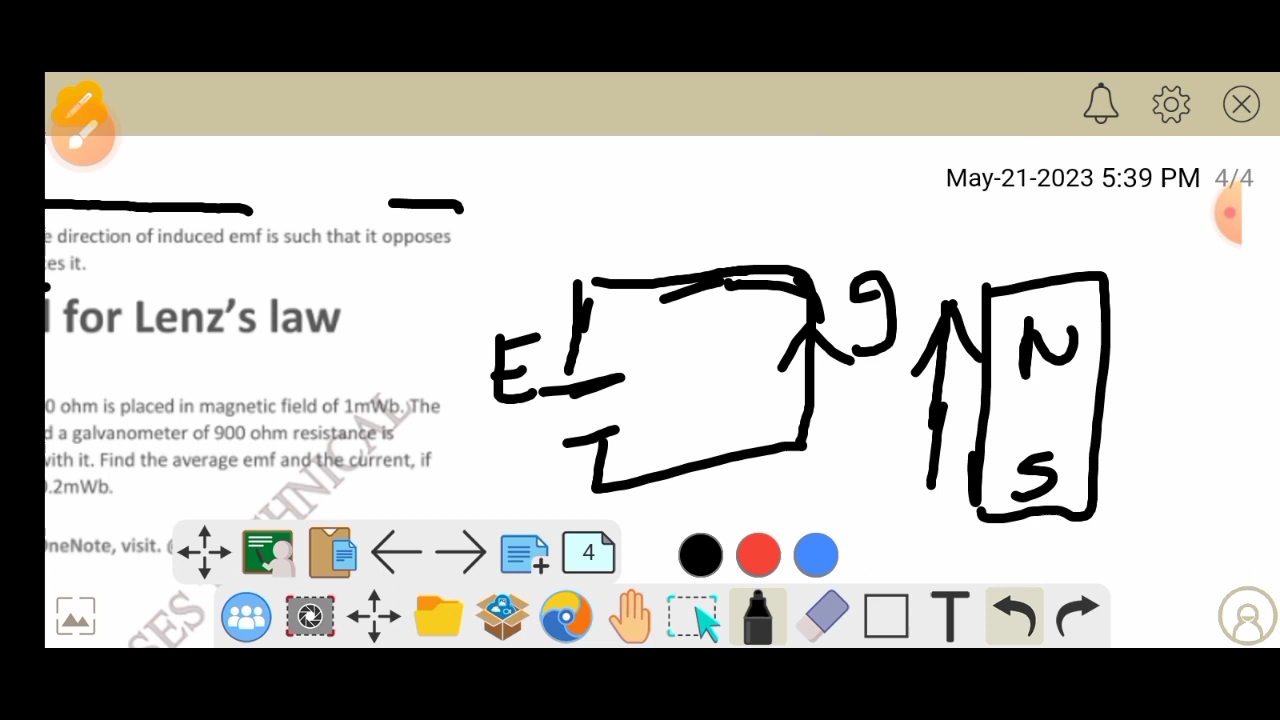 May-21-2023 5:39 PM 4/4
e direction of induced emf is such that it opposes
es it.
for Lenz's law
0 ohm is placed in magnetic field of 1mWb. The
d a galvanometer of 900 ohm resistance is
with it. Find the average emf and the current, if
0.2mWb.
OneNote, visit.
E
9
N
S
4
T